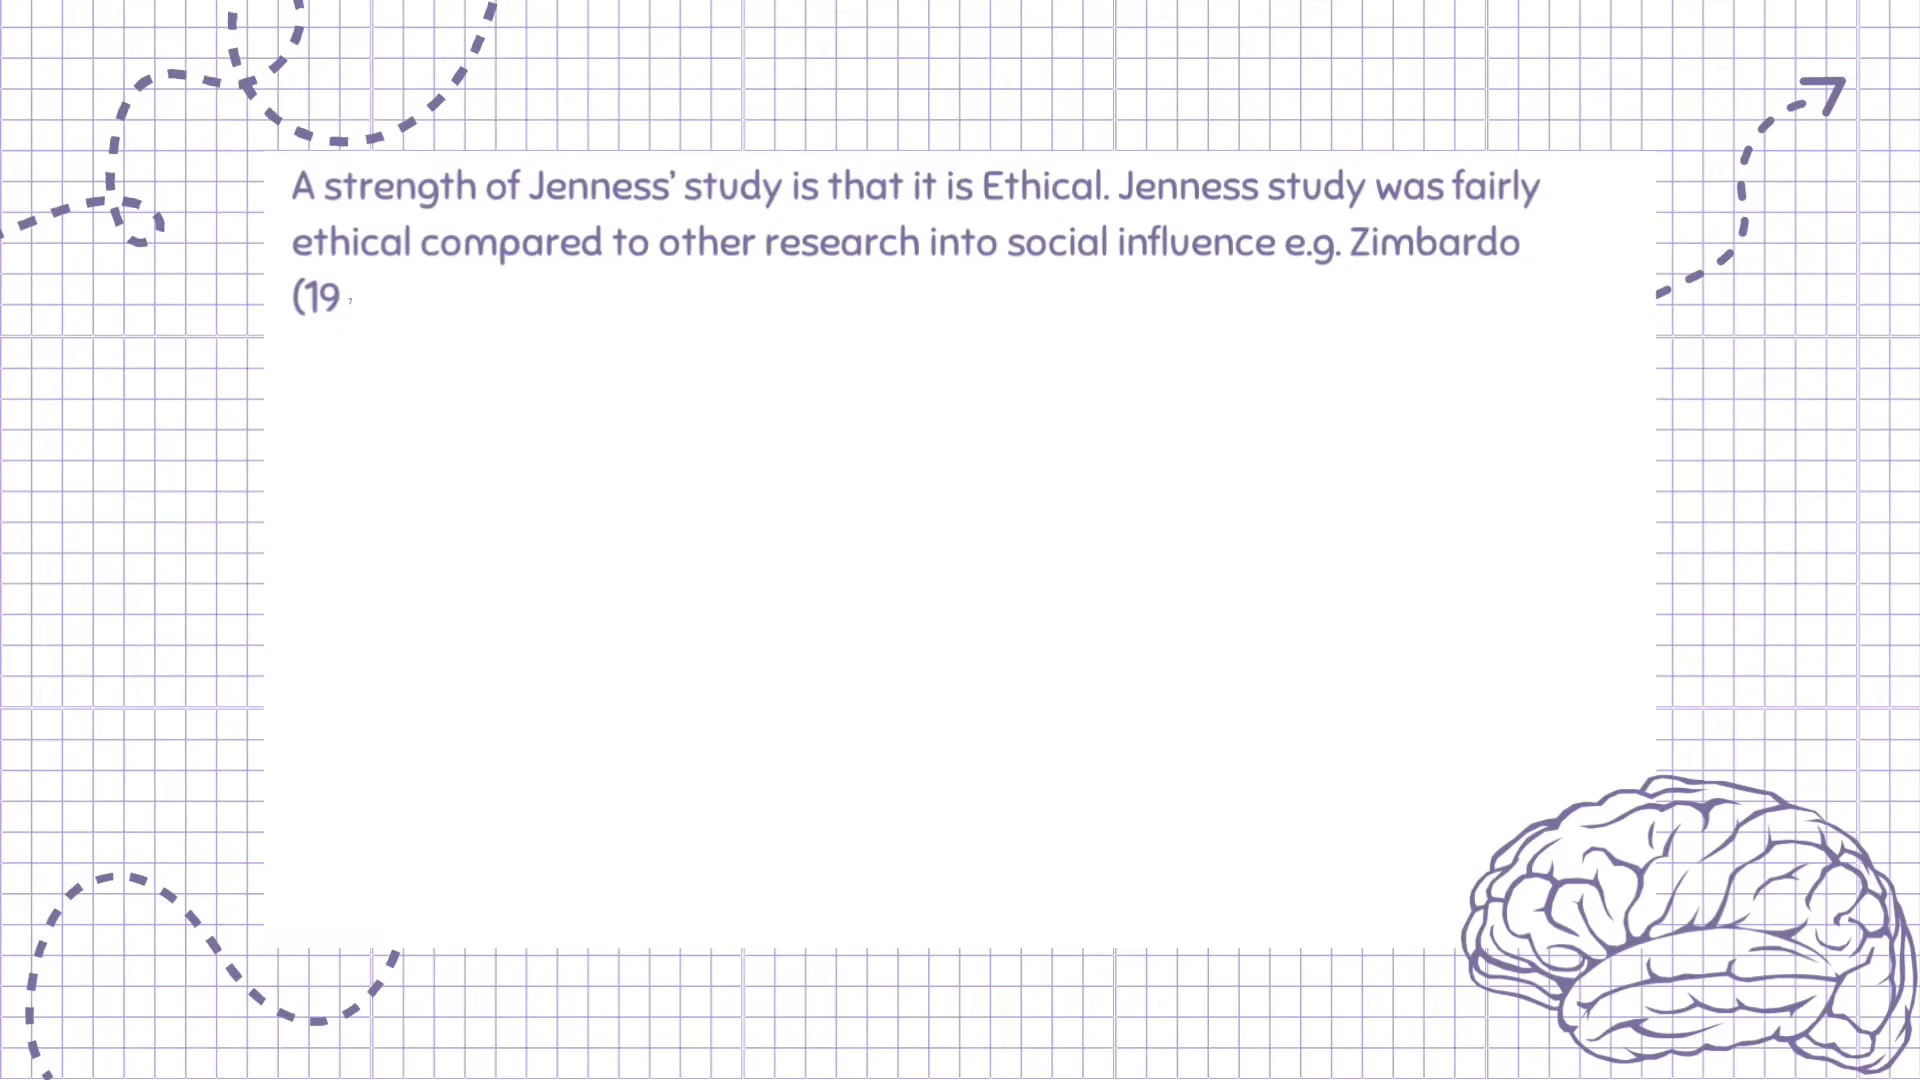 A strength of Jenness’ study is that it is Ethical. Jenness study was fairly
ethical compared to other research into social influence e.g. Zimbardo
(19